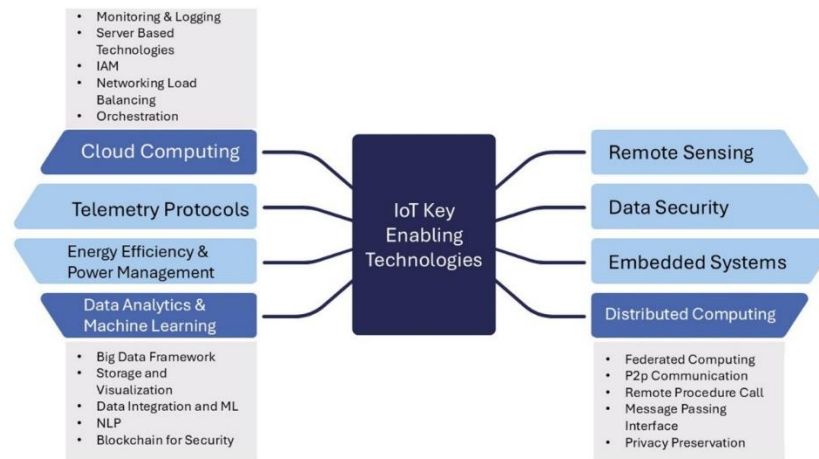 • Monitoring & Logging
• Server Based
Technologies
• IAM
• Networking Load
Balancing
• Orchestration
Cloud Computing
Telemetry Protocols
Energy Efficiency &
Power Management
Data Analytics &
Machine Learning
• Big Data Framework
• Storage and
Visualization
• Data Integration and ML
• NLP
• Blockchain for Security
IoT Key
Enabling
Technologies
Remote Sensing
Data Security
Embedded Systems
Distributed Computing
• Federated Computing
• P2p Communication
• Remote Procedure Call
• Message Passing
Interface
• Privacy Preservation